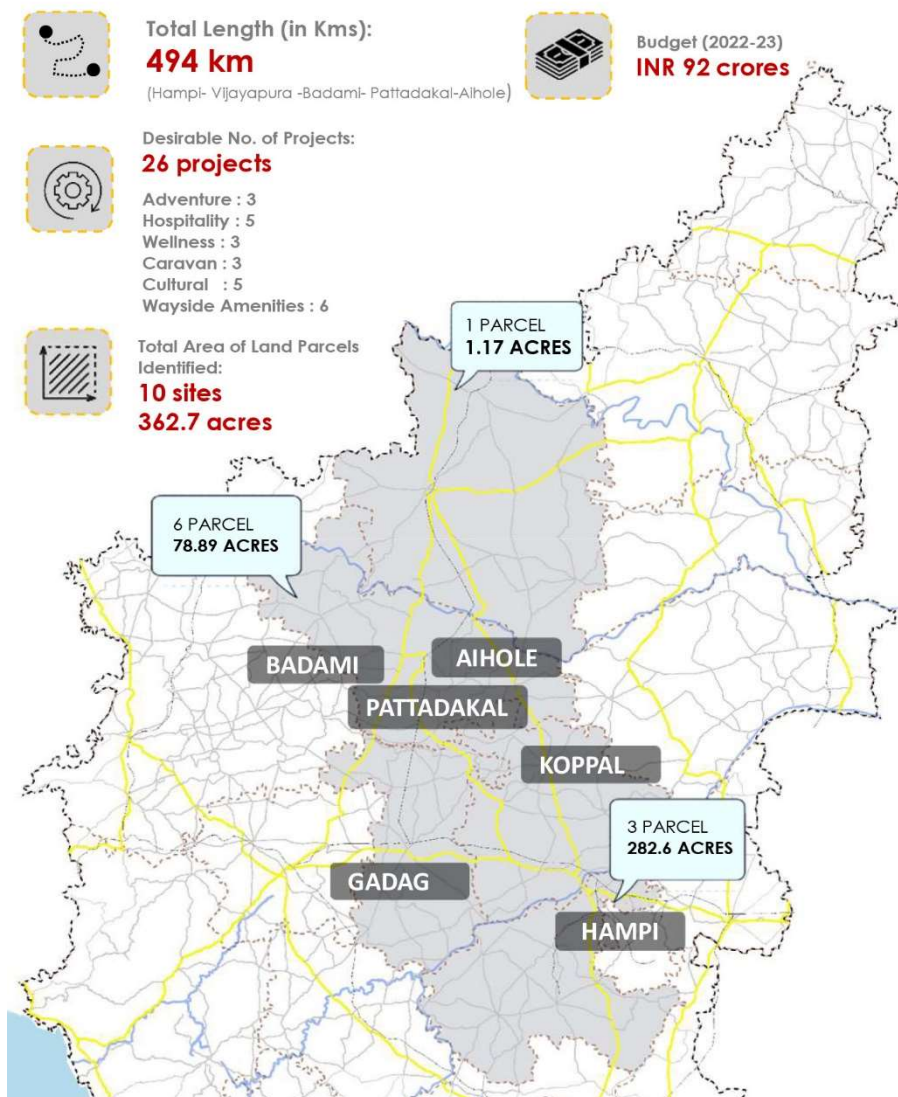 Total Length (in Kms):
494 km
(Hampi- Vijayapura -Badami- Pattadakal-Aihole)
Budget (2022-23)
INR 92 crores
Desirable No. of Projects:
26 projects
Adventure : 3
Hospitality : 5
Wellness : 3
Caravan : 3
Cultural : 5
Wayside Amenities : 6
Total Area of Land Parcels
Identified:
10 sites
362.7 acres
1 PARCEL
1.17 ACRES
6 PARCEL
78.89 ACRES
BADAMI
AIHOLE
PATTADAKAL
KOPPAL
3 PARCEL
282.6 ACRES
GADAG
HAMPI